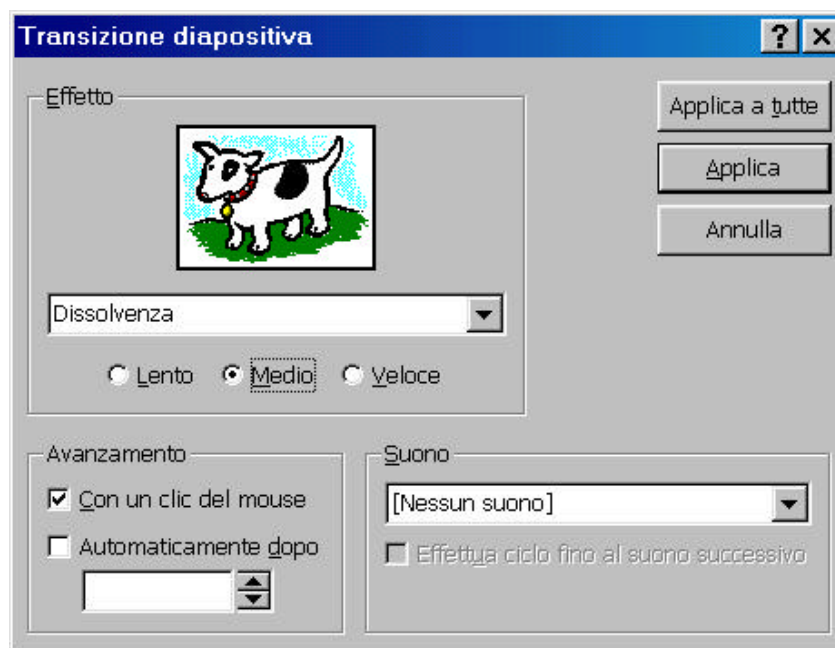 Transizione diapositiva
Effetto
Applica a tutte
Applica
Annulla
Dissolvenza
Lento Medio Veloce
Avanzamento
Con un clic del mouse
Automaticamente dopo
Suono
[Nessun suono]
Effettua ciclo fino al suono successivo